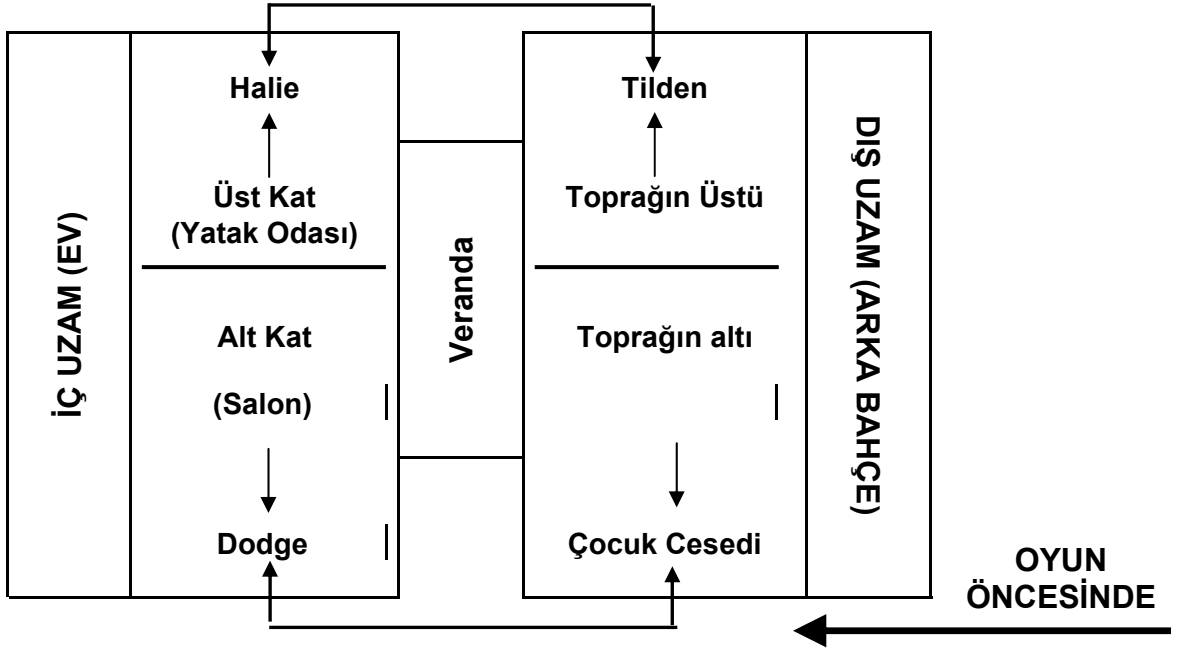 İÇ UZAM (EV)
Halie
Üst Kat
(Yatak Odası)
Alt Kat
(Salon)
Dodge
Veranda
Tilden
Toprağın Üstü
Toprağın altı
Çocuk Cesedi
DIŞ UZAM (ARKA BAHÇE)
OYUN
ÖNCESİNDE